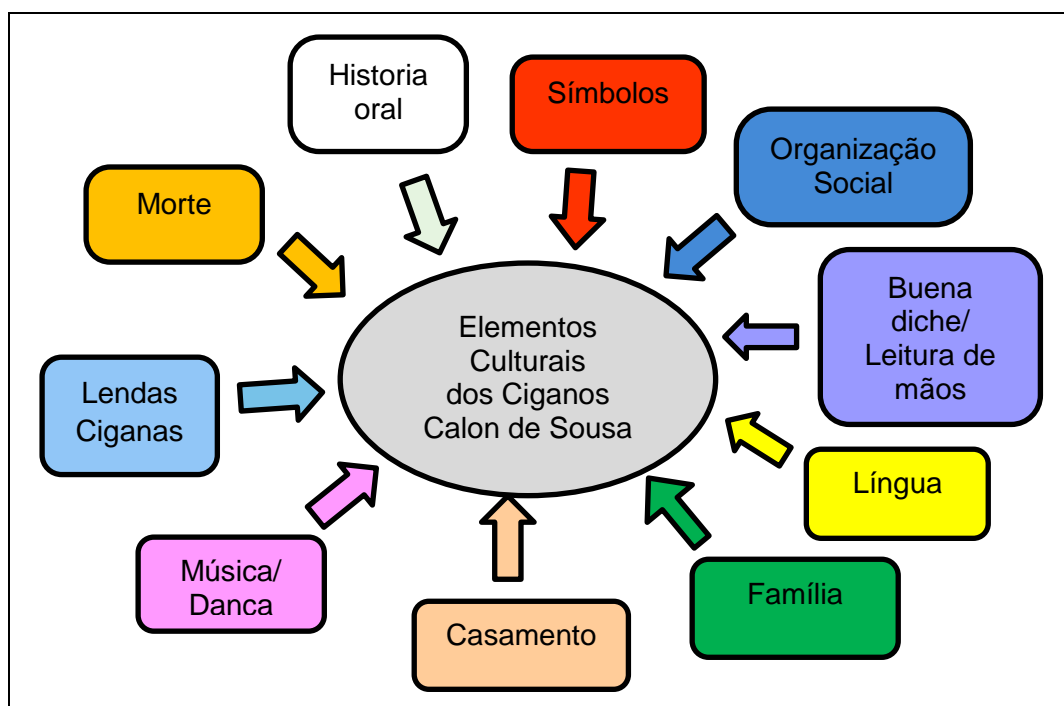 Historia
oral
Símbolos
Organização
Social
Morte
Buena
diche/
Leitura de
mãos
Elementos
Culturais
dos Ciganos
Calon de Sousa
Lendas
Ciganas
Língua
Música/
Danca
Família
Casamento